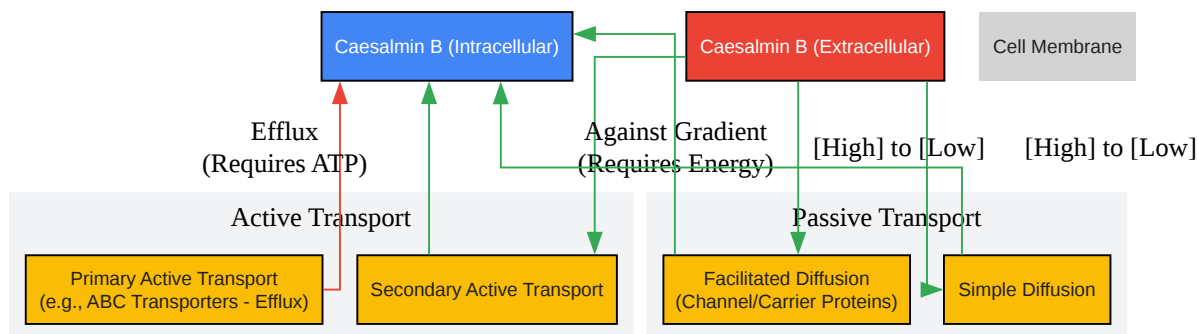 Caesalmin B (Intracellular)
Caesalmin B (Extracellular)
Cell Membrane
Efflux
(Requires ATP)
Against Gradient
(Requires Energy)
[High] to [Low]
[High] to [Low]
Active Transport
Passive Transport
Primary Active Transport
(e.g., ABC Transporters - Efflux)
Secondary Active Transport
Facilitated Diffusion
(Channel/Carrier Proteins)
Simple Diffusion